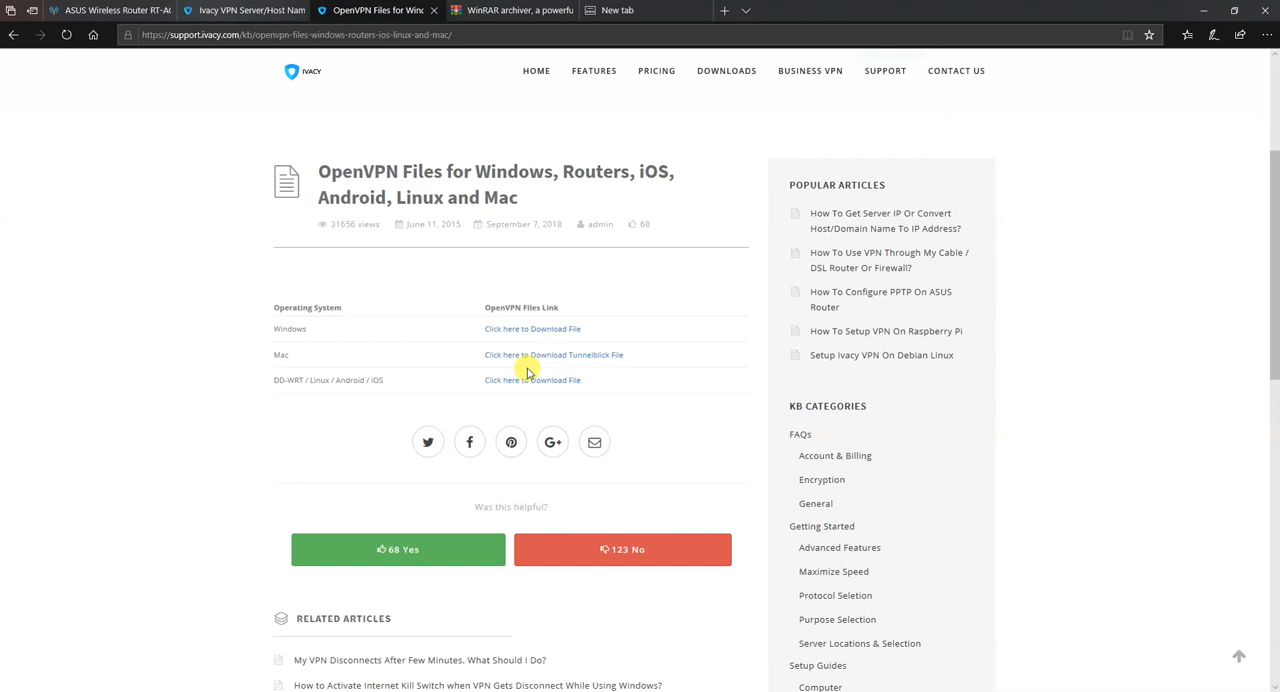 ASUS Wireless Router RT-AC
Ivacy VPN Server/Host Nam
OpenVPN Files for Wind
WinRAR archiver, a powerfu
New tab
https://support.ivacy.com/kb/openvpn-files-windows-routers-ios-linux-and-mac/
IVACY
HOME FEATURES PRICING DOWNLOADS BUSINESS VPN SUPPORT CONTACT US
OpenVPN Files for Windows, Routers, iOS,
Android, Linux and Mac
31656 views June 11, 2015 September 7, 2018 admin 68
Operating System OpenVPN Files Link
Windows Click here to Download File
Mac Click here to Download Tunnelblick File
DD-WRT / Linux / Android / iOS Click here to Download File
Was this helpful?
68 Yes
123 No
RELATED ARTICLES
My VPN Disconnects After Few Minutes. What Should I Do?
How to Activate Internet Kill Switch when VPN Gets Disconnect While Using Windows?
POPULAR ARTICLES
How To Get Server IP Or Convert
Host/Domain Name To IP Address?
How To Use VPN Through My Cable /
DSL Router Or Firewall?
How To Configure PPTP On ASUS
Router
How To Setup VPN On Raspberry Pi
Setup Ivacy VPN On Debian Linux
KB CATEGORIES
FAQs
Account & Billing
Encryption
General
Getting Started
Advanced Features
Maximize Speed
Protocol Seletion
Purpose Selection
Server Locations & Selection
Setup Guides
Computer